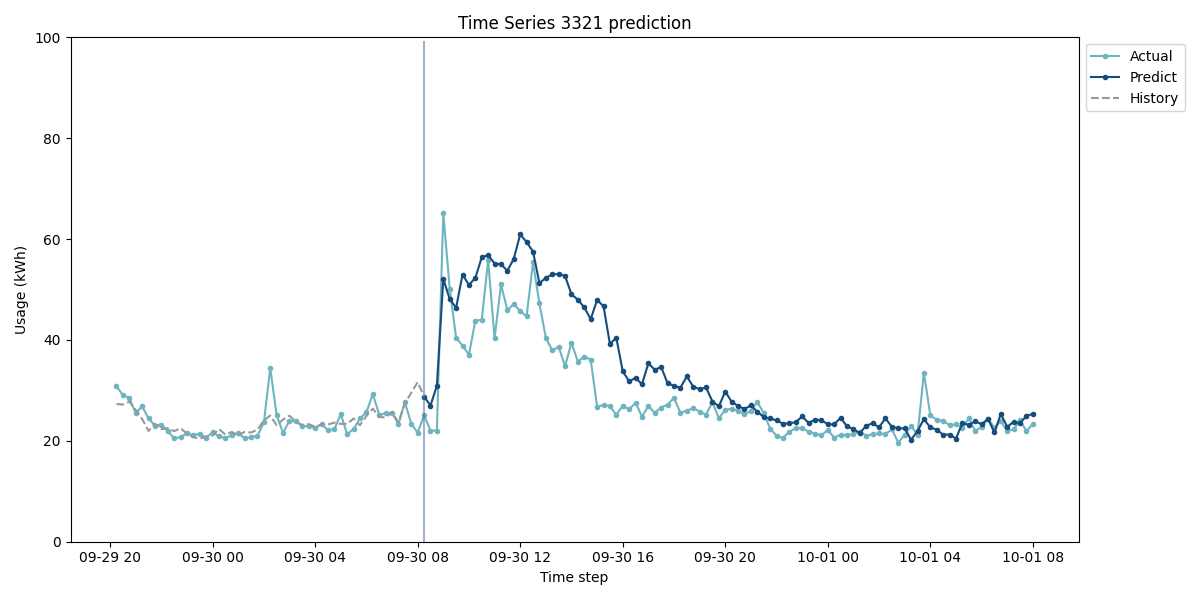 Time Series 3321 prediction
100
80
60
40
20
0
Usage (kWh)
09-29 20
09-30 00
09-30 04
09-30 08
09-30 12
09-30 16
09-30 20
10-01 00
10-01 04
10-01 08
Time step
Actual
Predict
History